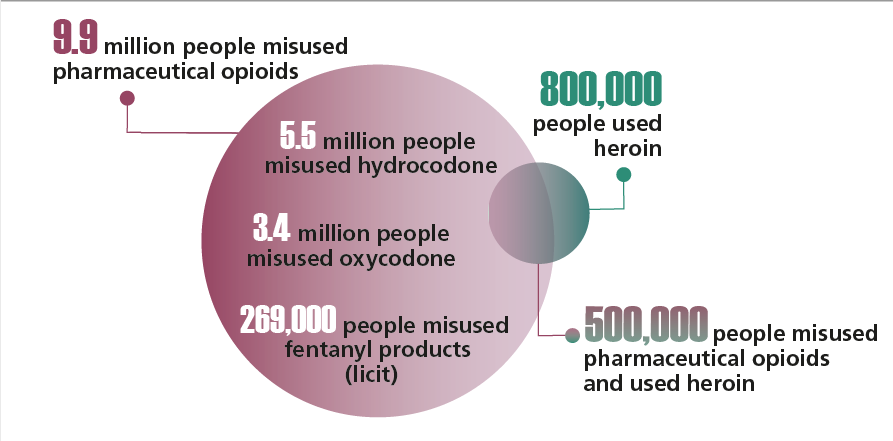 9.9 million people misused
pharmaceutical opioids
800,000
people used
heroin
5.5 million people
misused hydrocodone
3.4 million people
misused oxycodone
269,000 people misused
fentanyl products
(licit)
500,000 people misused
pharmaceutical opioids
and used heroin